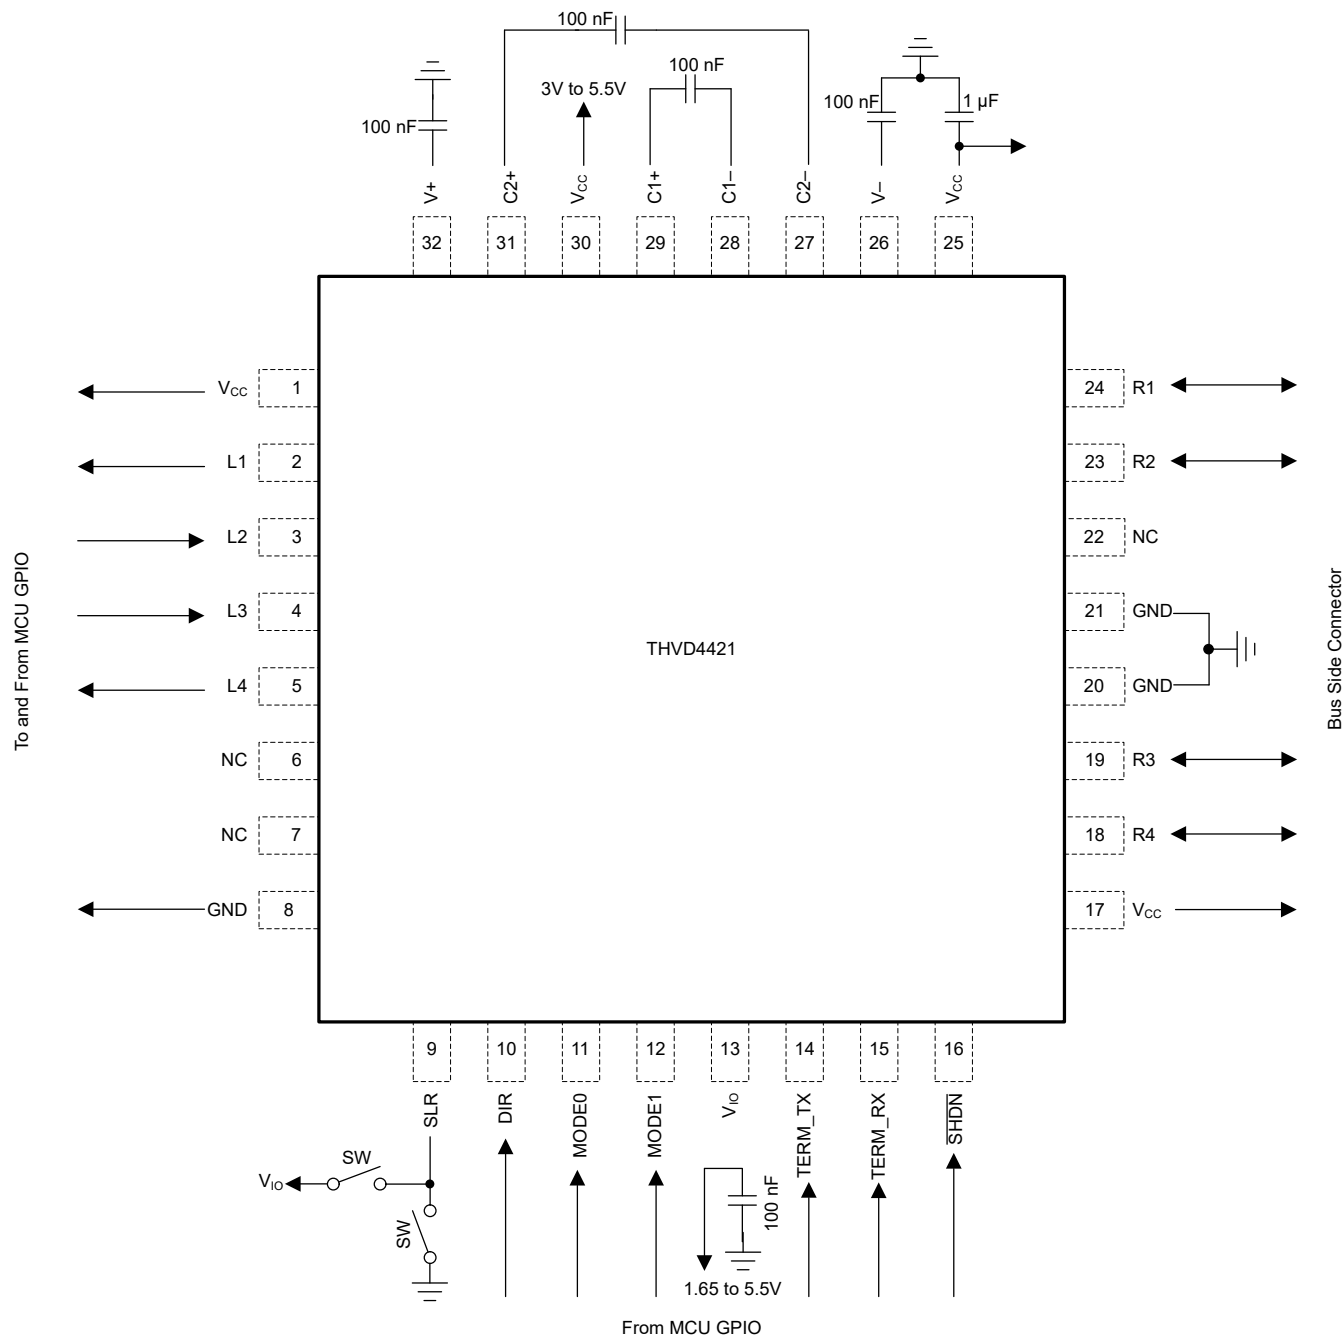 100 nF
100 nF
3V to 5.5V
100 nF
1 µF
100 nF
V+
C2+
VCC
C1+
C1–
C2–
V–
VCC
32
31
30
29
28
27
26
25
VCC
1
L1
2
L2
3
L3
4
L4
5
NC
6
NC
7
GND
8
To and From MCU GPIO
THVD4421
24
R1
23
R2
22
NC
21
GND
20
GND
19
R3
18
R4
17
VCC
Bus Side Connector
9
10
11
12
13
14
15
16
SLR
DIR
MODE0
MODE1
VIO
TERM_TX
TERM_RX
SHDN
SW
VIO
SW
100 nF
1.65 to 5.5V
From MCU GPIO